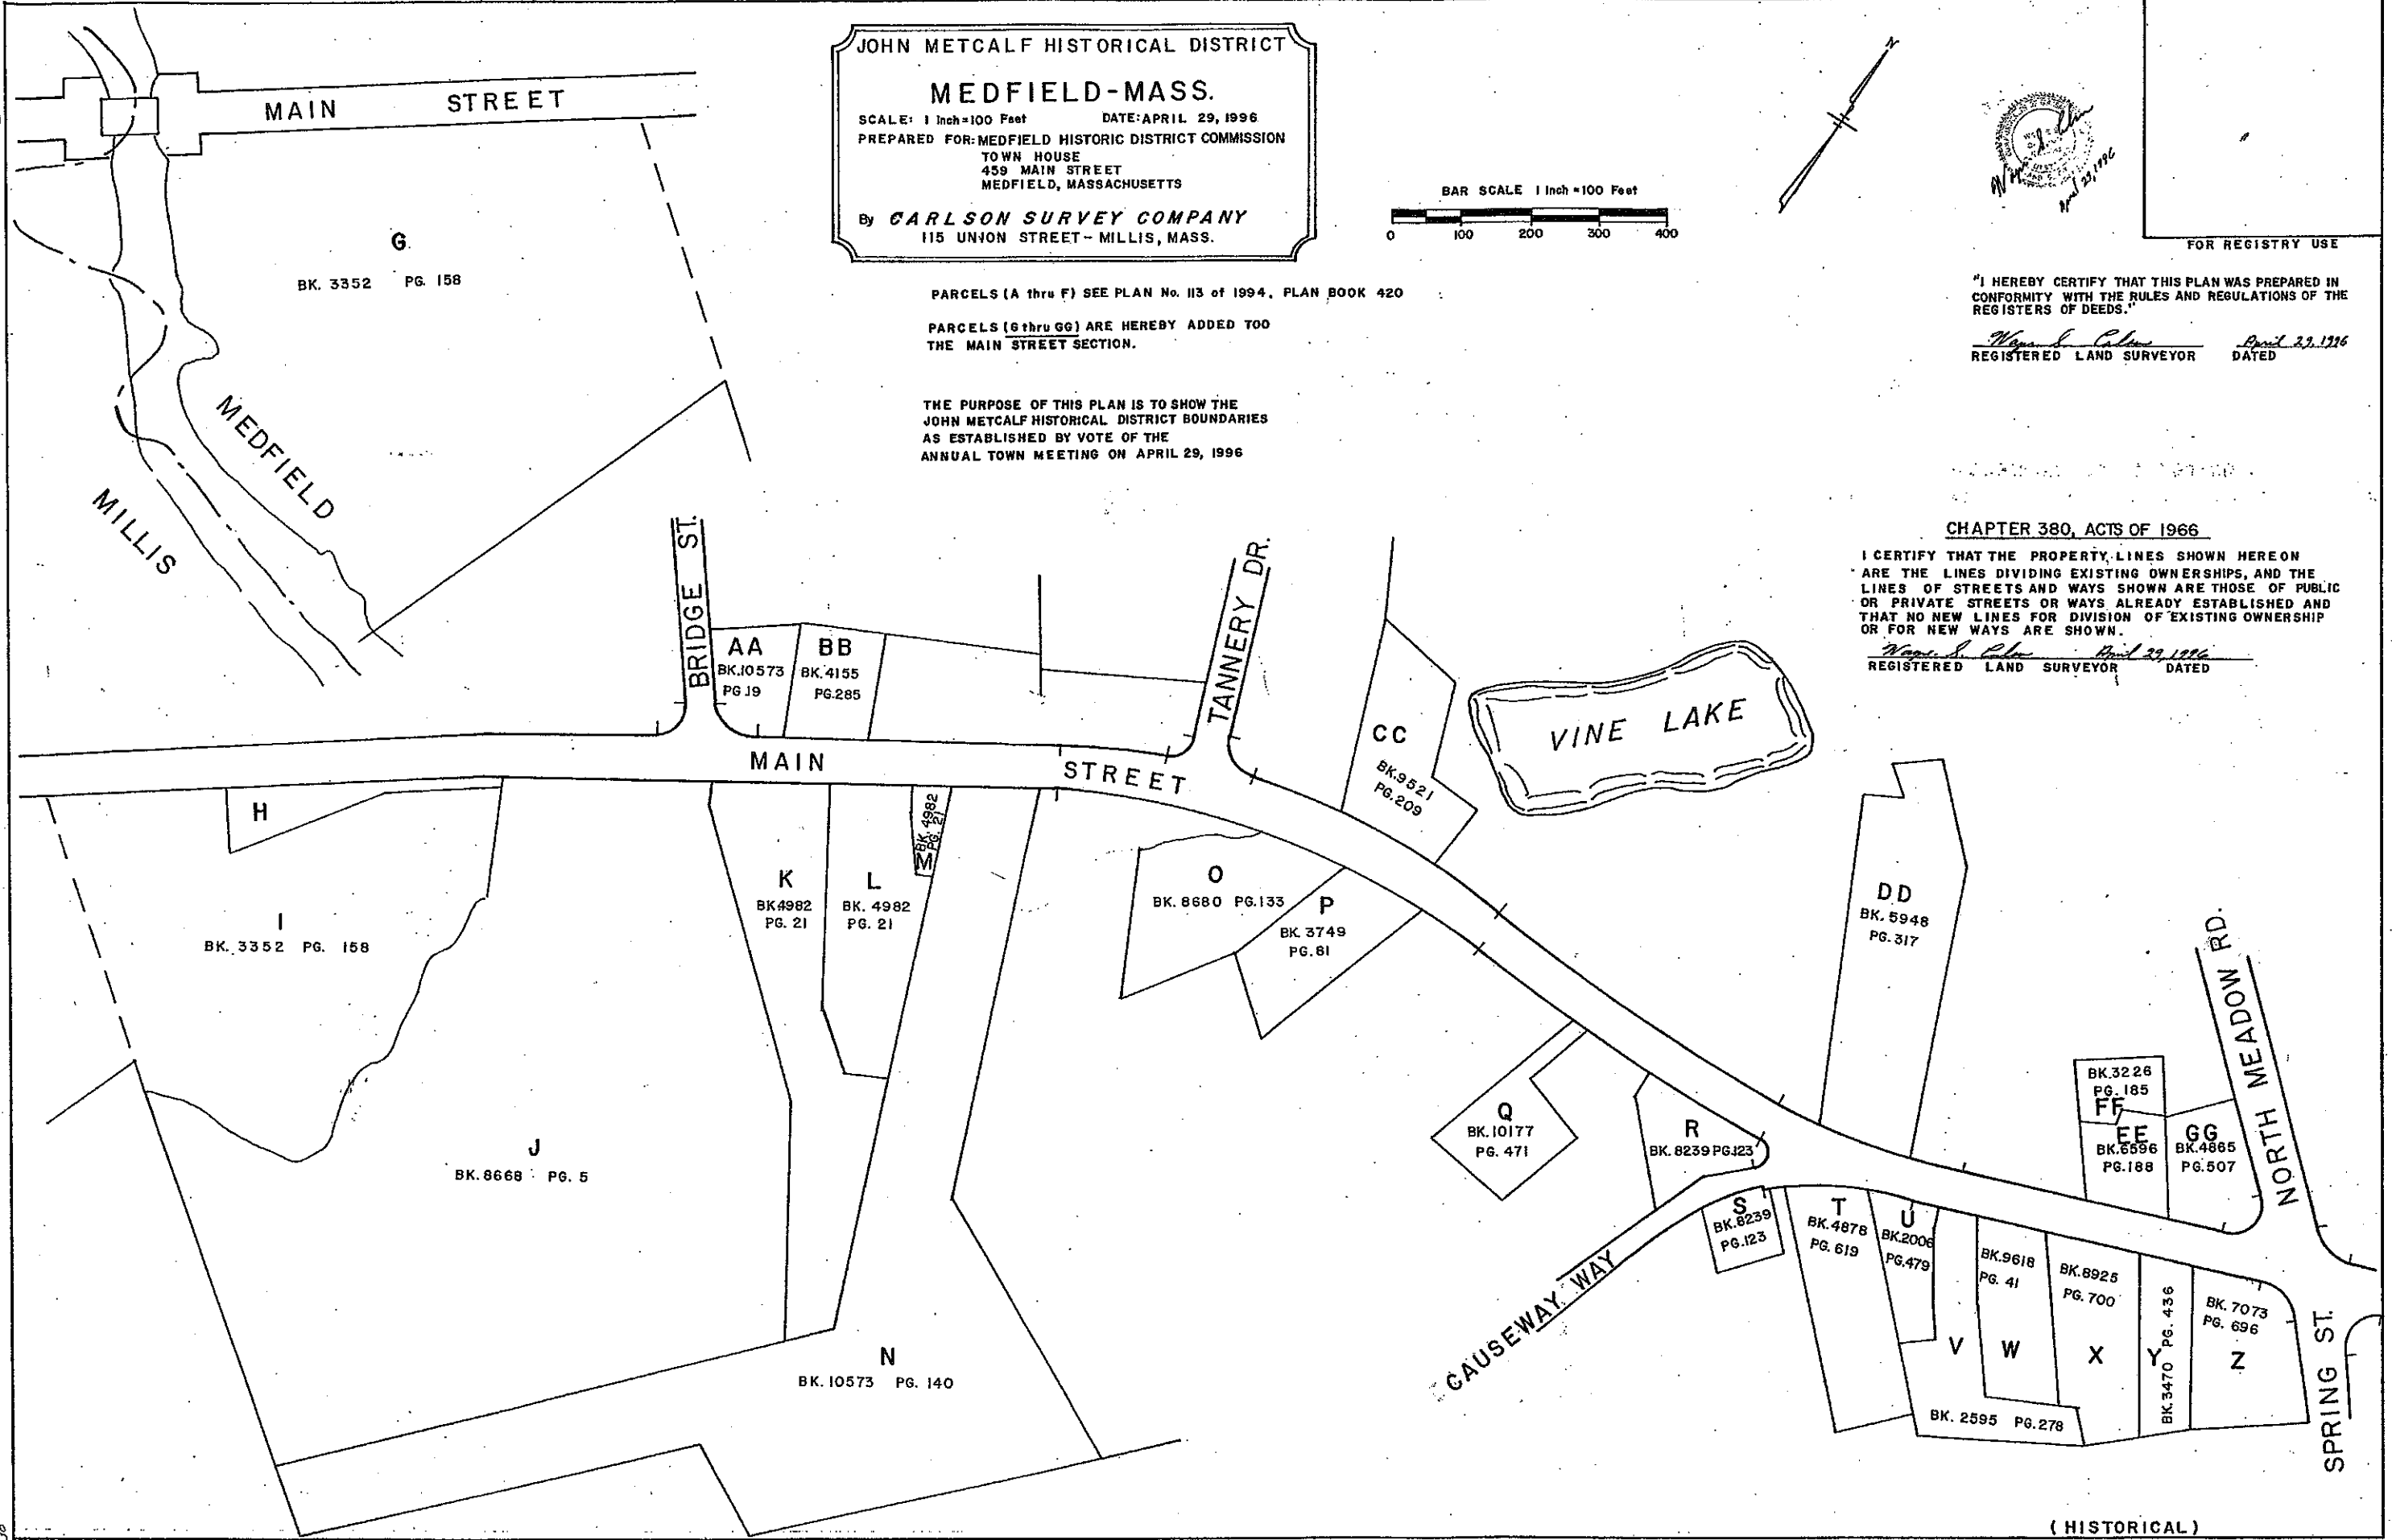 JOHN METCALF HISTORICAL DISTRICT
MEDFIELD-MASS.
SCALE: 1 Inch=100 Feet DATE: APRIL 29, 1996
PREPARED FOR: MEDFIELD HISTORIC DISTRICT COMMISSION
TOWN HOUSE
459 MAIN STREET
MEDFIELD, MASSACHUSETTS
By CARLSON SURVEY COMPANY
115 UNION STREET - MILLIS, MASS.
BAR SCALE 1 Inch = 100 Feet
0 100 200 300 400
N
April 29, 1996
FOR REGISTRY USE
PARCELS (A thru F) SEE PLAN No. 113 of 1994, PLAN BOOK 420
PARCELS (G thru GG) ARE HEREBY ADDED TOO
THE MAIN STREET SECTION.
THE PURPOSE OF THIS PLAN IS TO SHOW THE
JOHN METCALF HISTORICAL DISTRICT BOUNDARIES
AS ESTABLISHED BY VOTE OF THE
ANNUAL TOWN MEETING ON APRIL 29, 1996
"I HEREBY CERTIFY THAT THIS PLAN WAS PREPARED IN
CONFORMITY WITH THE RULES AND REGULATIONS OF THE
REGISTERS OF DEEDS."
April 29, 1996
REGISTERED LAND SURVEYOR DATED
CHAPTER 380, ACTS OF 1966
I CERTIFY THAT THE PROPERTY LINES SHOWN HEREON
ARE THE LINES DIVIDING EXISTING OWNERSHIPS, AND THE
LINES OF STREETS AND WAYS SHOWN ARE THOSE OF PUBLIC
OR PRIVATE STREETS OR WAYS ALREADY ESTABLISHED AND
THAT NO NEW LINES FOR DIVISION OF EXISTING OWNERSHIP
OR FOR NEW WAYS ARE SHOWN.
April 29, 1996
REGISTERED LAND SURVEYOR DATED
MAIN STREET
G
BK. 3352 PG. 158
MEDFIELD
MILLIS
BRIDGE ST.
AA
BK.10573
PG.19
BB
BK.4155
PG.285
TANNERY DR.
CC
BK.9521
PG.209
VINE LAKE
MAIN STREET
H
I
BK. 3352 PG. 158
J
BK. 8668 PG. 5
K
BK4982
PG. 21
L
BK. 4982
PG. 21
BK. 4982
PG. 21
M
N
BK. 10573 PG. 140
O
BK. 8680 PG.133
P
BK. 3749
PG.81
Q
BK.10177
PG. 471
R
BK. 8239 PG.123
S
BK.8239
PG.123
CAUSEWAY WAY
T
BK.4878
PG. 619
U
BK.2006
PG.479
V
BK. 2595 PG.278
BK.9618
PG. 41
W
BK.8925
PG. 700
X
Y
BK.3470 PG. 436
BK. 7073
PG. 696
Z
DD
BK. 5948
PG. 317
BK.3226
PG. 185
FF
EE
BK.6596
PG.188
GG
BK.4865
PG.507
NORTH MEADOW RD.
SPRING ST.
(HISTORICAL)